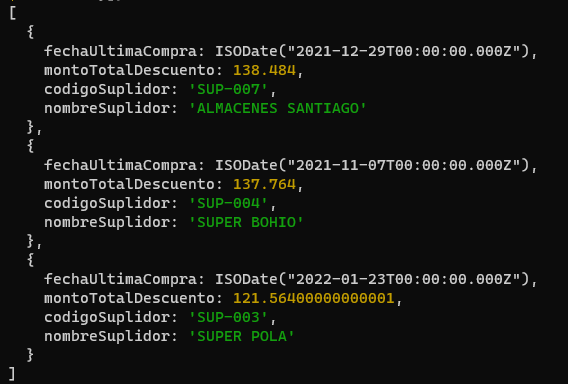 [
  {
    fechaUltimaCompra: ISODate("2021-12-29T00:00:00.000Z"),
    montoTotalDescuento: 138.484,
    codigoSuplidor: 'SUP-007',
    nombreSuplidor: 'ALMACENES SANTIAGO'
  },
  {
    fechaUltimaCompra: ISODate("2021-11-07T00:00:00.000Z"),
    montoTotalDescuento: 137.764,
    codigoSuplidor: 'SUP-004',
    nombreSuplidor: 'SUPER BOHIO'
  },
  {
    fechaUltimaCompra: ISODate("2022-01-23T00:00:00.000Z"),
    montoTotalDescuento: 121.56400000000001,
    codigoSuplidor: 'SUP-003',
    nombreSuplidor: 'SUPER POLA'
  }
]